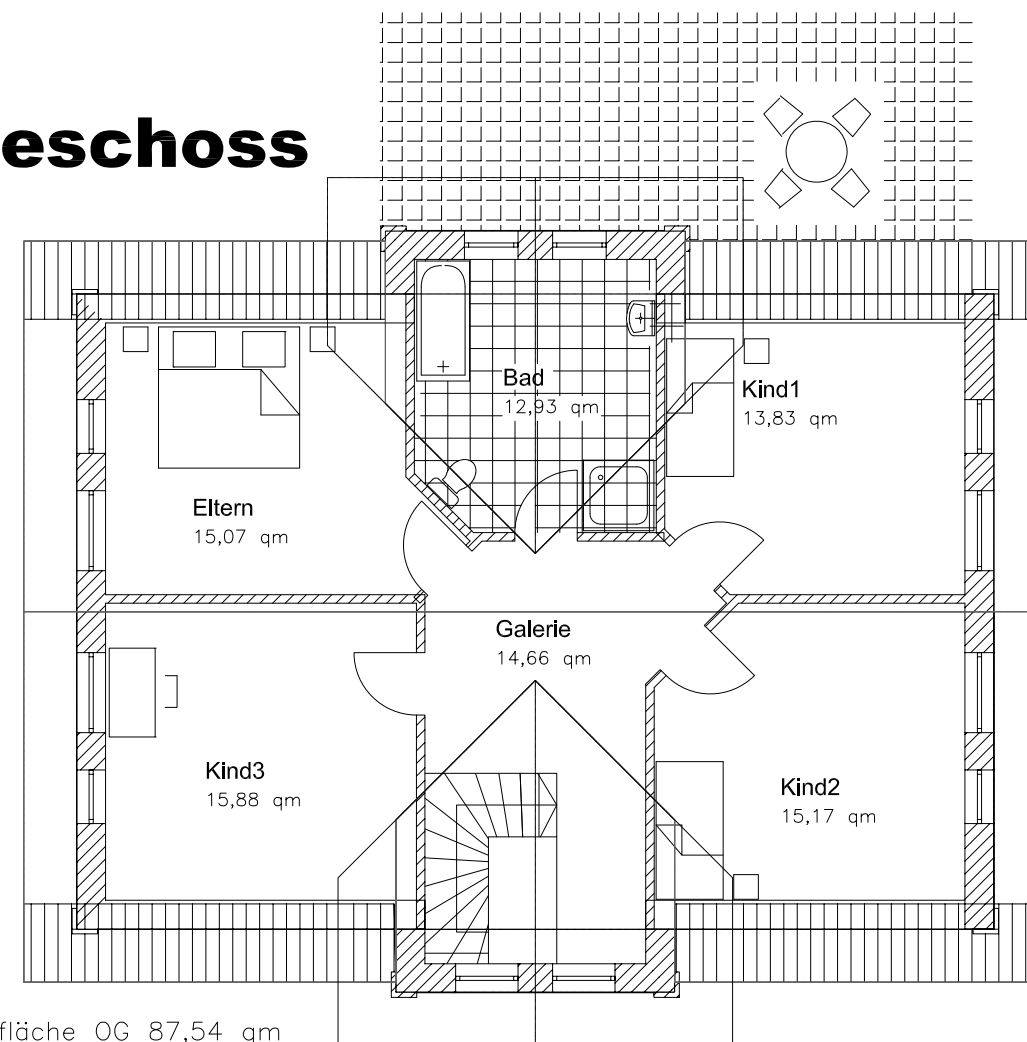 eschoss
Bad
12,93 qm
Kind1
13,83 qm
Eltern
15,07 qm
Galerie
14,66 qm
Kind3
15,88 qm
Kind2
15,17 qm
fläche OG 87,54 qm